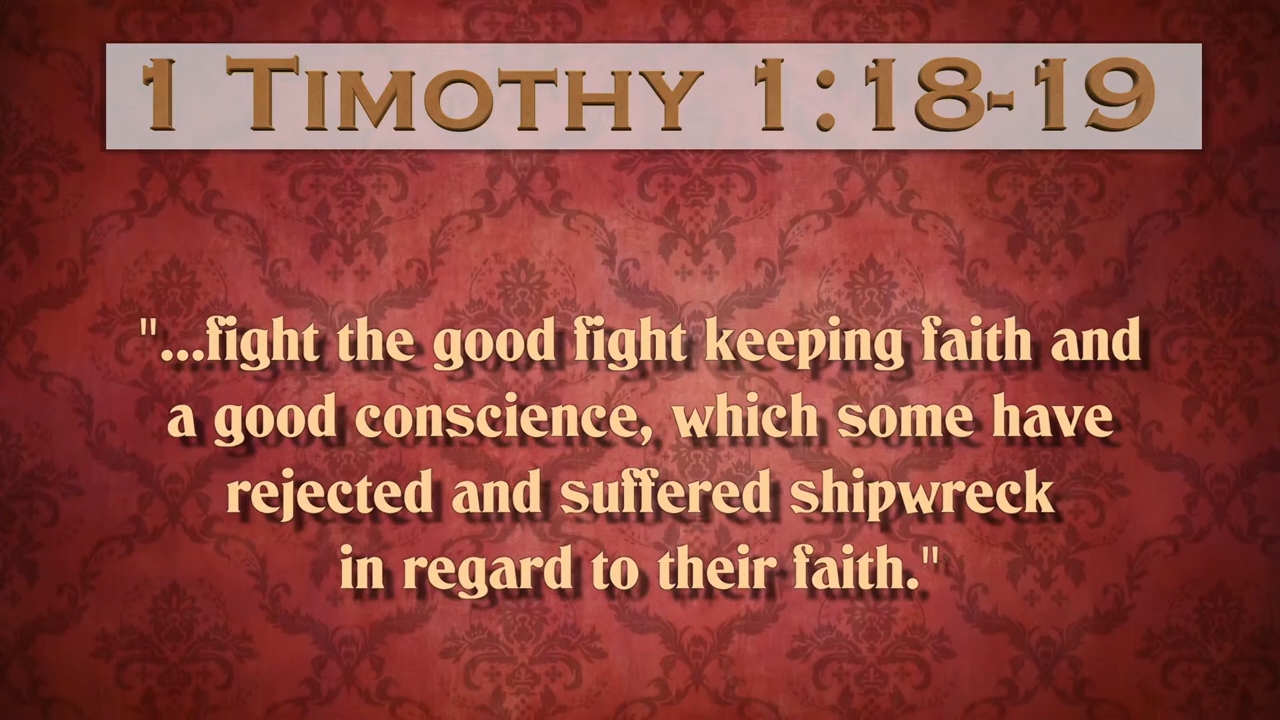 1 Timothy 1:18-19
"...fight the good fight keeping faith and
a good conscience, which some have
rejected and suffered shipwreck
in regard to their faith."